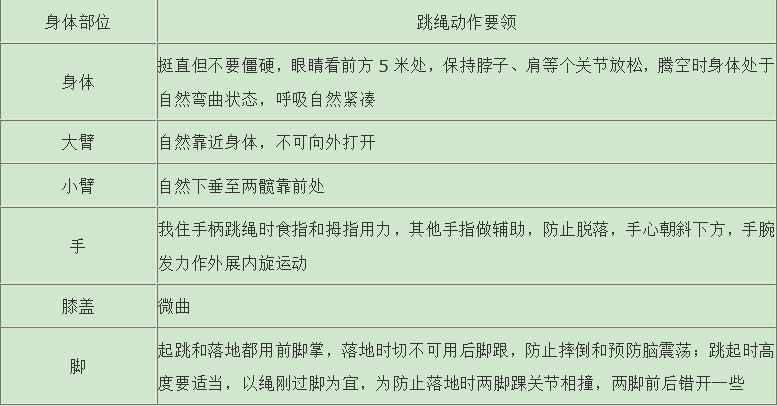 身体部位 跳绳动作要领
身体 挺直但不要僵硬，眼睛看前方 5 米处，保持脖子、肩等个关节放松，腾空时身体处于
自然弯曲状态，呼吸自然紧凑
大臂 自然靠近身体，不可向外打开
小臂 自然下垂至两髋靠前处
手 我住手柄跳绳时食指和拇指用力，其他手指做辅助，防止脱落，手心朝斜下方，手腕
发力作外展内旋运动
膝盖 微曲
脚 起跳和落地都用前脚掌，落地时切不可用后脚跟，防止摔倒和预防脑震荡；跳起时高
度要适当，以绳刚过脚为宜，为防止落地时两脚踝关节相撞，两脚前后错开一些